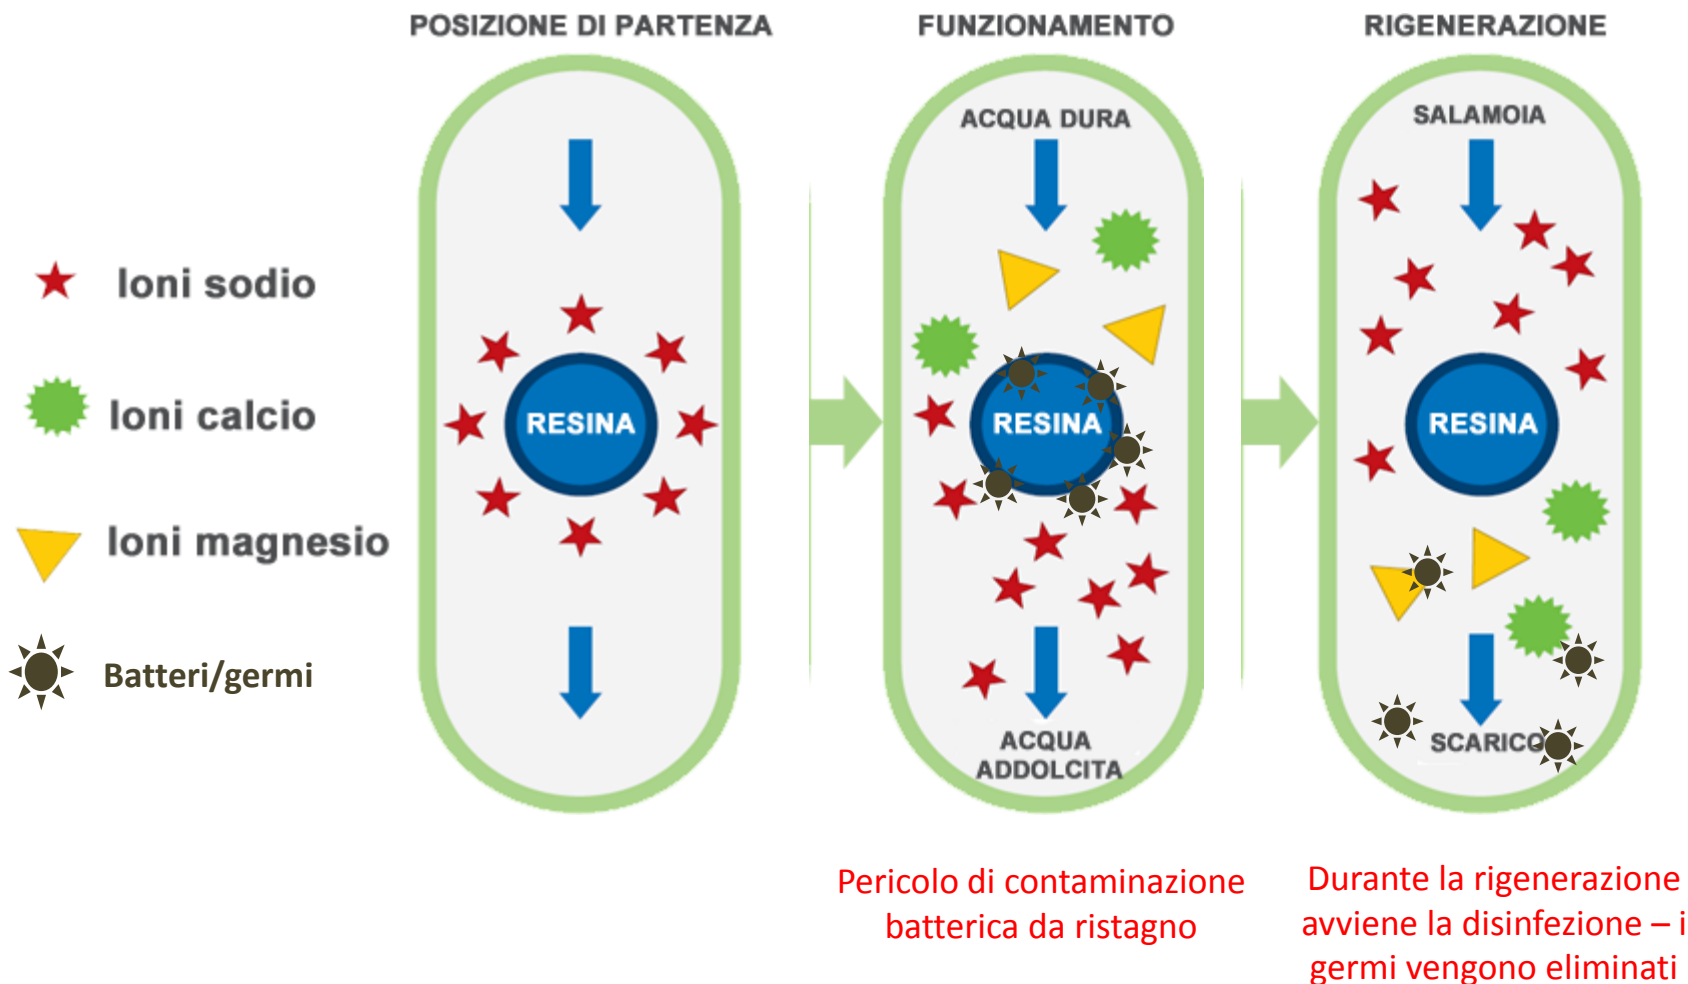 POSIZIONE DI PARTENZA
FUNZIONAMENTO
RIGENERAZIONE
ACQUA DURA
SALAMOIA
Ioni sodio
Ioni calcio
Ioni magnesio
Batteri/germi
RESINA
RESINA
RESINA
ACQUA
ADDOLCITA
SCARICO
Pericolo di contaminazione
batterica da ristagno
Durante la rigenerazione
avviene la disinfezione – i
germi vengono eliminati